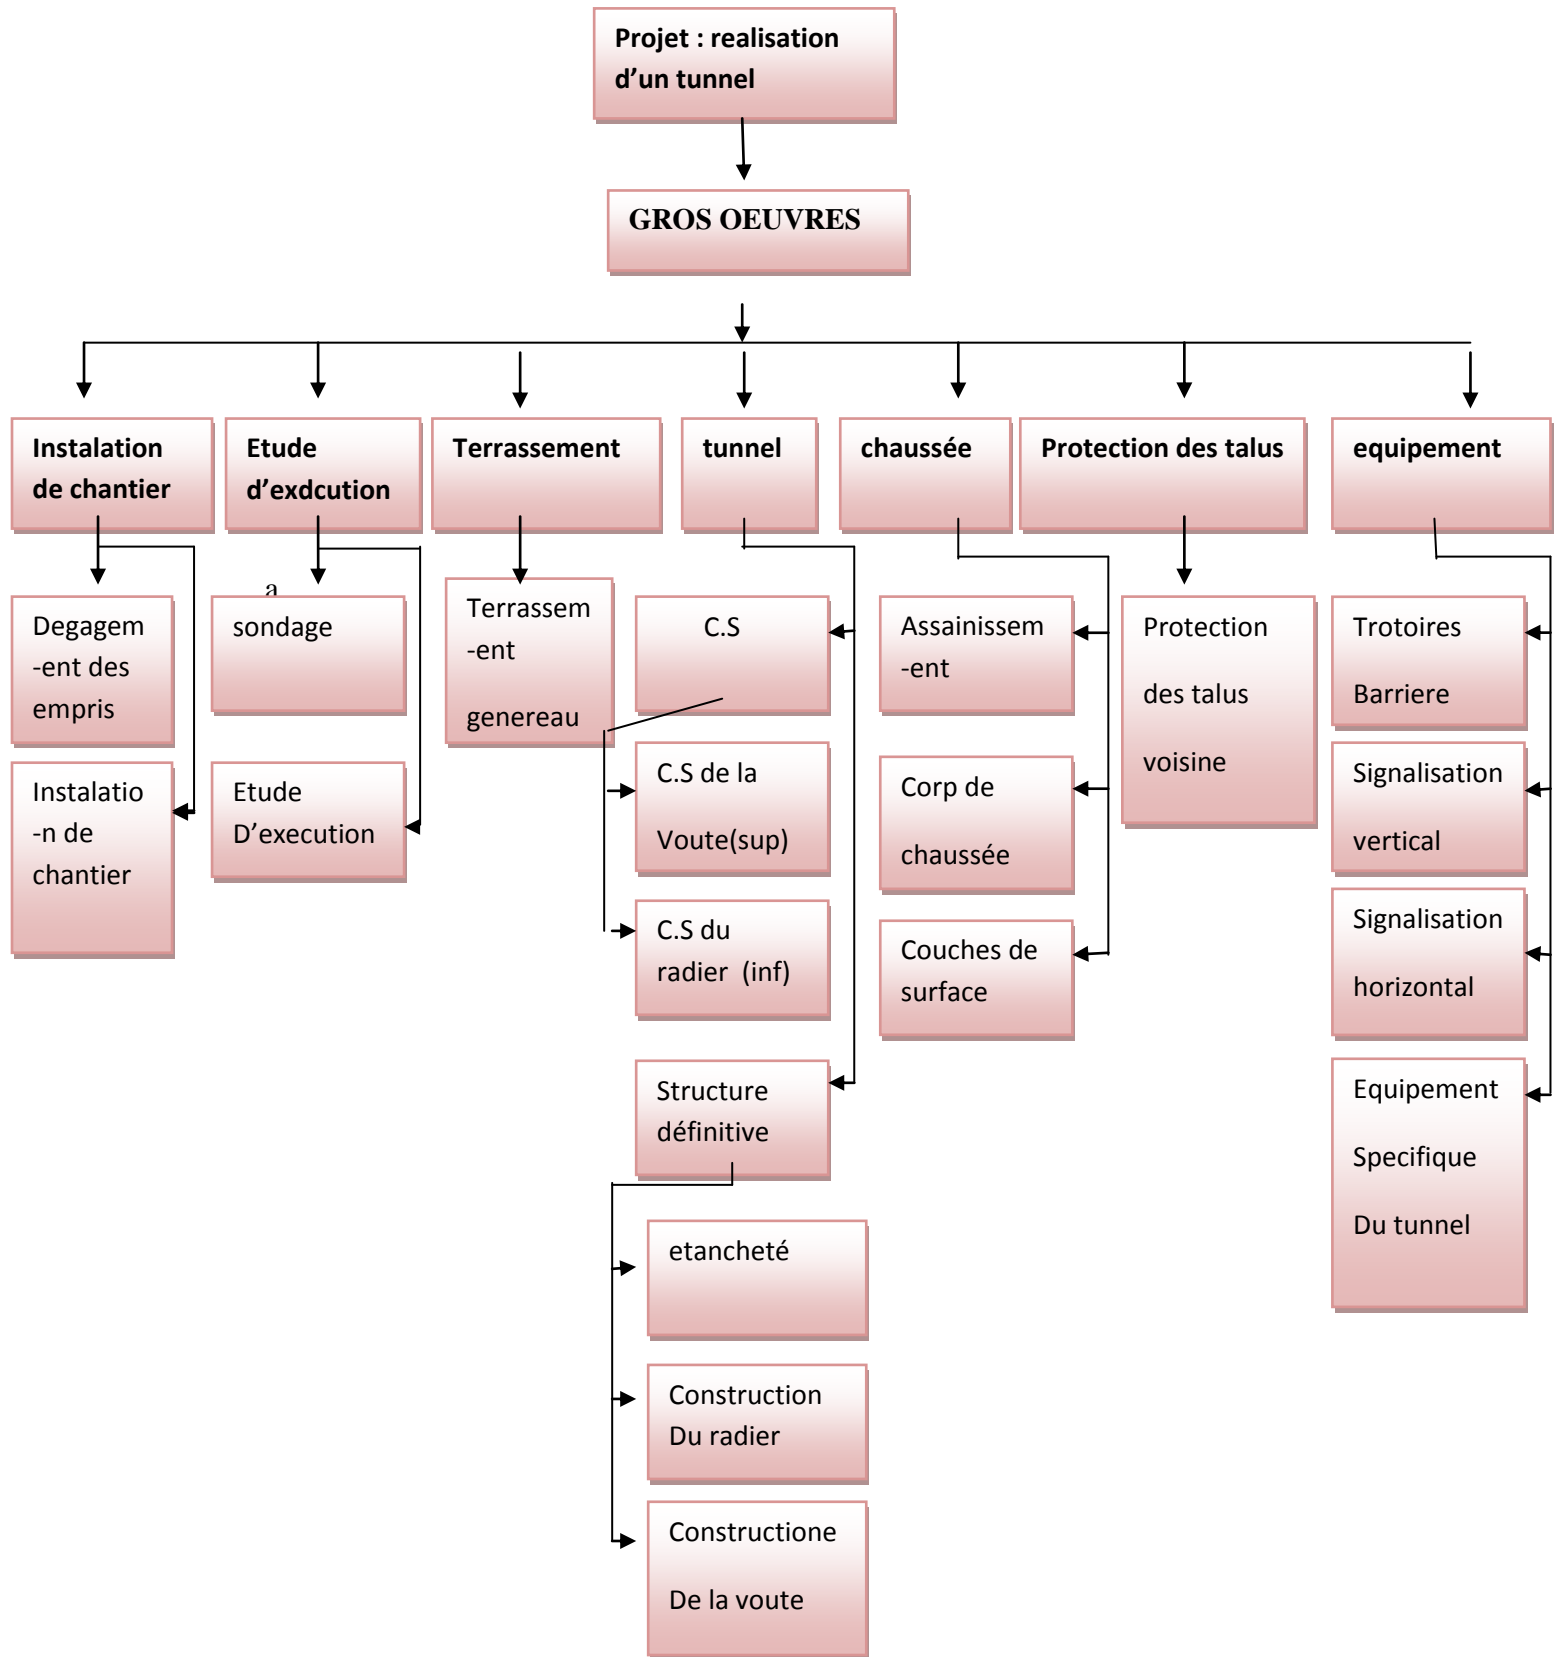 Projet : realisation
d’un tunnel
GROS OEUVRES
Instalation
de chantier
Etude
d’exdcution
Terrassement
tunnel
chaussée
Protection des talus
equipement
Degagem
-ent des
empris
Instalatio
-n de
chantier
a
sondage
Etude
D’execution
Terrassem
-ent
genereau
C.S
C.S de la
Voute(sup)
C.S du
radier (inf)
Structure
définitive
etancheté
Construction
Du radier
Constructione
De la voute
Assainissem
-ent
Corp de
chaussée
Couches de
surface
Protection
des talus
voisine
Trotoires
Barriere
Signalisation
vertical
Signalisation
horizontal
Equipement
Specifique
Du tunnel